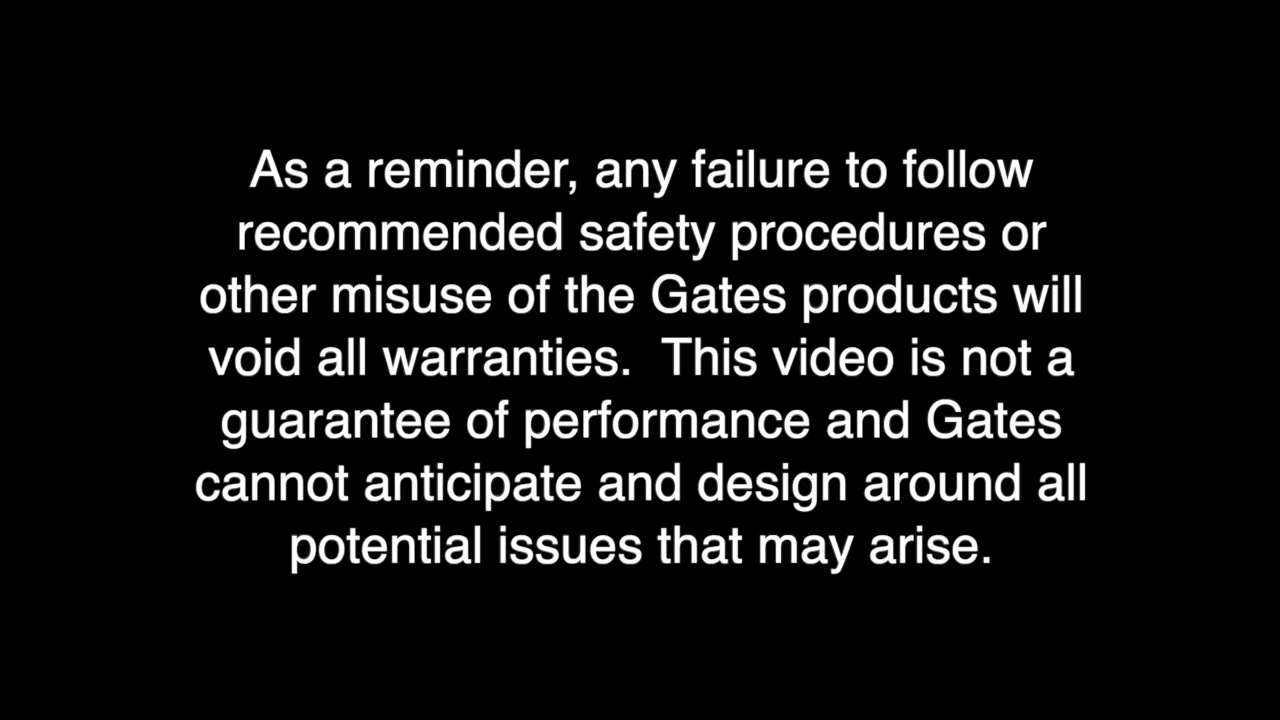 As a reminder, any failure to follow
recommended safety procedures or
other misuse of the Gates products will
void all warranties.  This video is not a
guarantee of performance and Gates
cannot anticipate and design around all
potential issues that may arise.